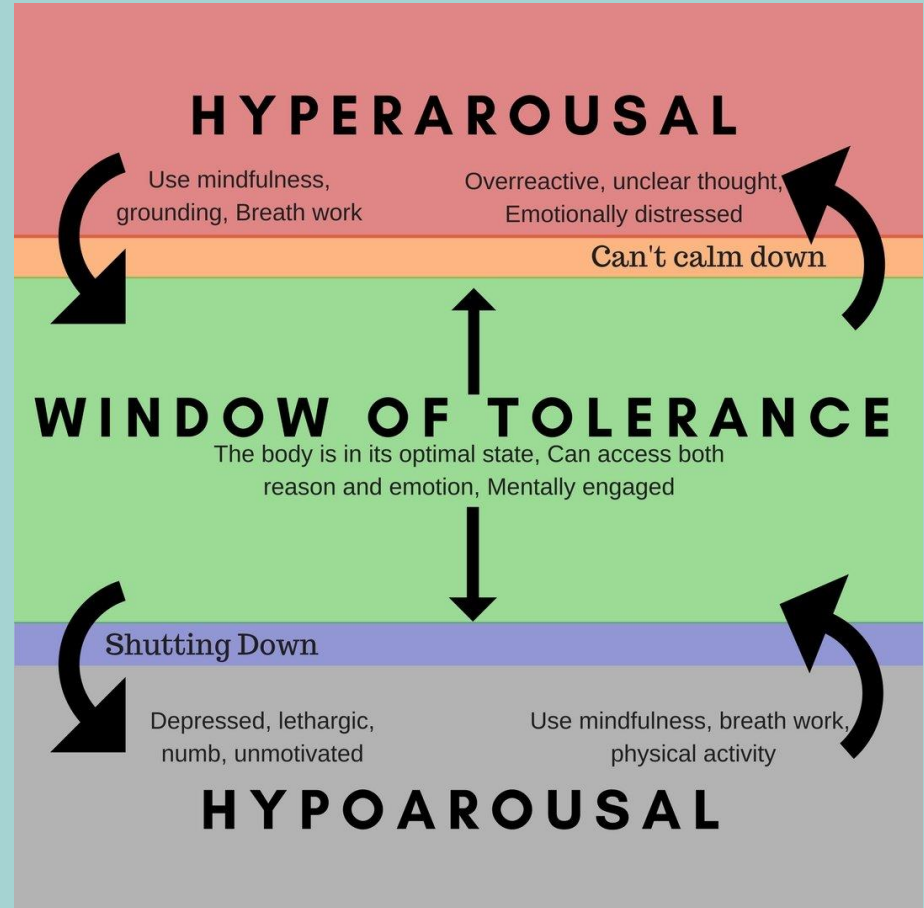 HYPERAROUSAL
Use mindfulness,
grounding, Breath work
Overreactive, unclear thought,
Emotionally distressed
Can't calm down
WINDOW OF TOLERANCE
The body is in its optimal state, Can access both
reason and emotion, Mentally engaged
Shutting Down
Depressed, lethargic,
numb, unmotivated
Use mindfulness, breath work,
physical activity
HYPOAROUSAL